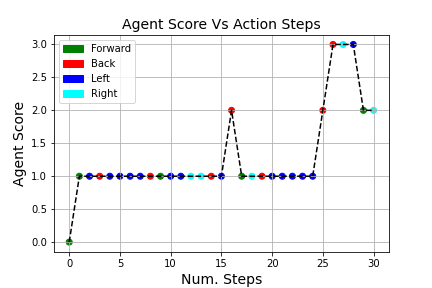 Agent Score Vs Action Steps
3.0
2.5
2.0
1.5
1.0
0.5
0.0
Agent Score
Forward
Back
Left
Right
0 5 10 15 20 25 30
Num. Steps